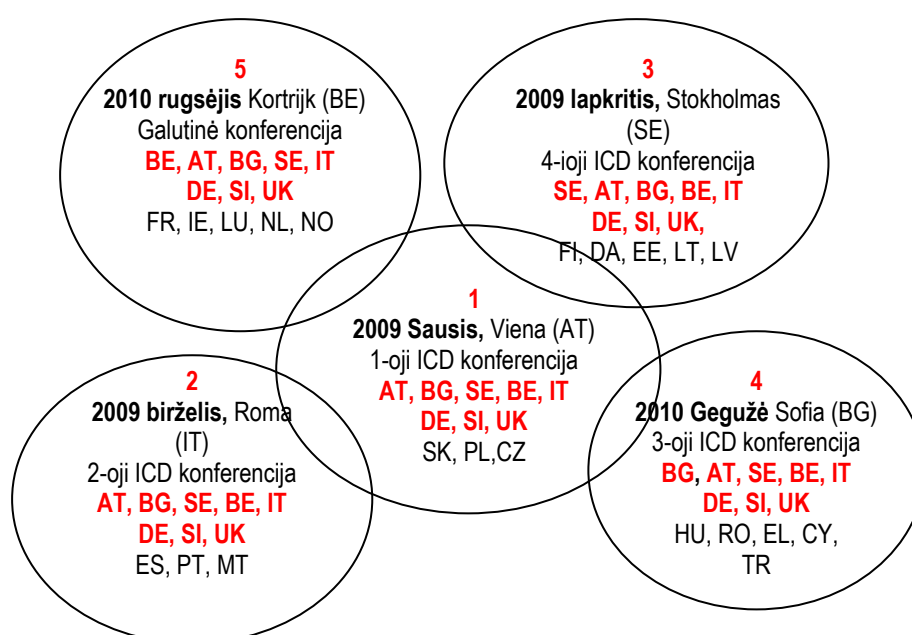 5
2010 rugsėjis Kortrijk (BE)
Galutinė konferencija
BE, AT, BG, SE, IT
DE, SI, UK
FR, IE, LU, NL, NO
3
2009 lapkritis, Stokholmas
(SE)
4-ioji ICD konferencija
SE, AT, BG, BE, IT
DE, SI, UK,
FI, DA, EE, LT, LV
1
2009 Sausis, Viena (AT)
1-oji ICD konferencija
AT, BG, SE, BE, IT
DE, SI, UK
SK, PL,CZ
2
2009 birželis, Roma
(IT)
2-oji ICD konferencija
AT, BG, SE, BE, IT
DE, SI, UK
ES, PT, MT
4
2010 Gegužė Sofia (BG)
3-oji ICD konferencija
BG, AT, SE, BE, IT
DE, SI, UK
HU, RO, EL, CY,
TR